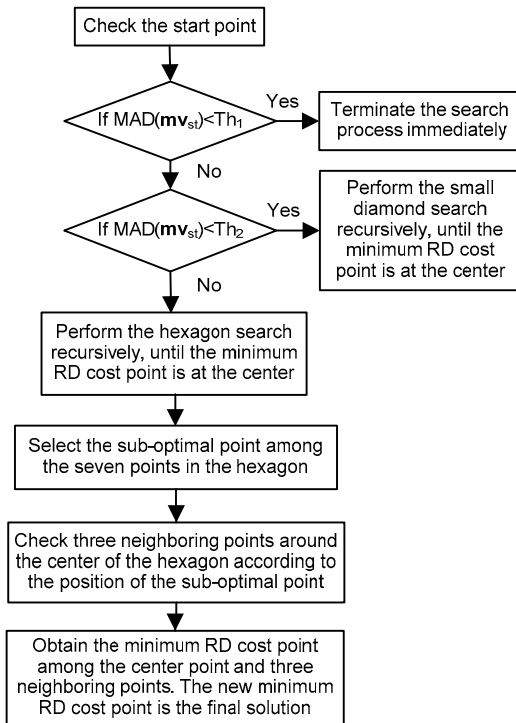 Check the start point
If MAD(mvst)<Th1
Yes
Terminate the search
process immediately
No
If MAD(mvst)<Th2
Yes
Perform the small
diamond search
recursively, until the
minimum RD cost
point is at the center
No
Perform the hexagon search
recursively, until the minimum
RD cost point is at the center
Select the sub-optimal point among
the seven points in the hexagon
Check three neighboring points around
the center of the hexagon according to
the position of the sub-optimal point
Obtain the minimum RD cost point
among the center point and three
neighboring points. The new minimum
RD cost point is the final solution